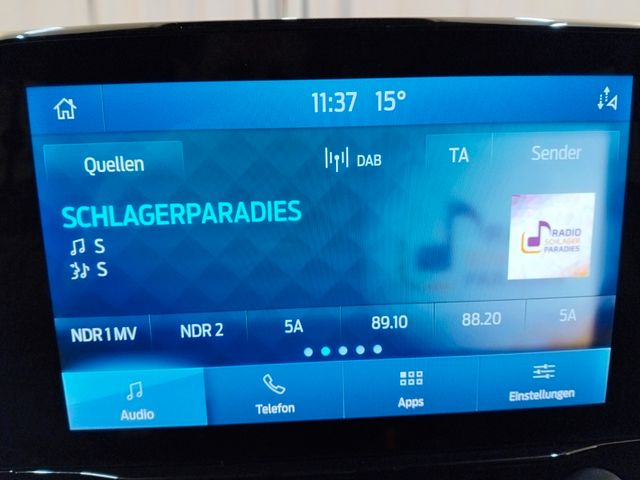 11:37 15°
Quellen DAB TA Sender
SCHLAGERPARADIES
S
S
RADIO
SCHLAGER
PARADIES
NDR 1 MV NDR 2 5A 89.10 88.20 5A
Audio Telefon Apps Einstellungen